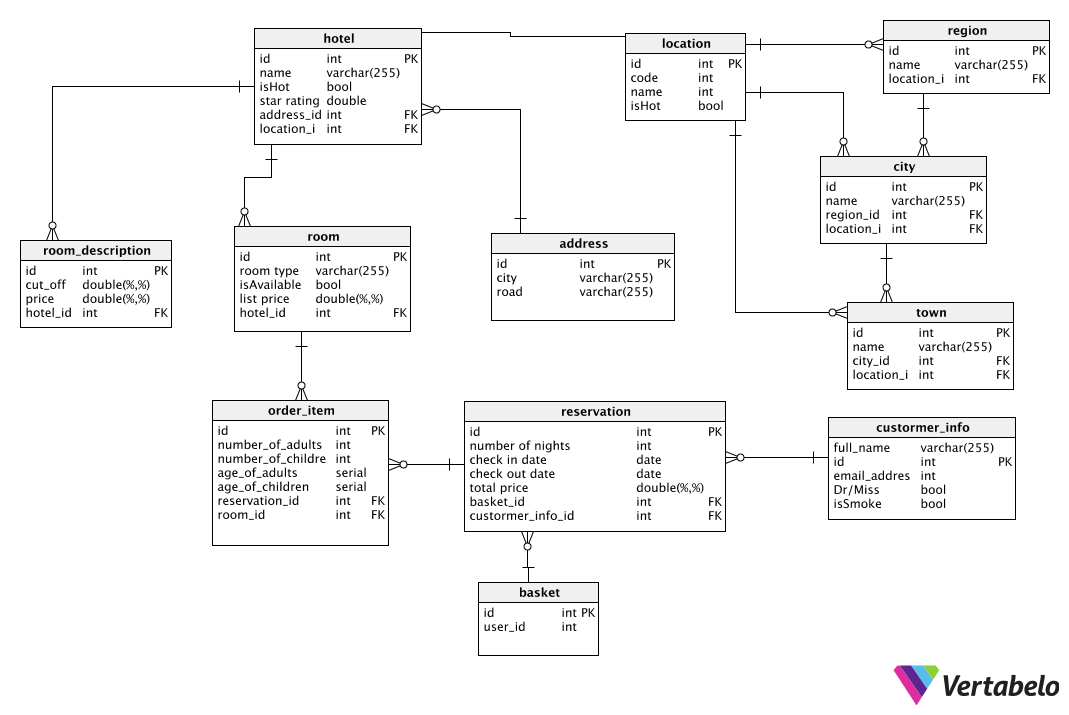 hotel
id int PK
name varchar(255)
isHot bool
star rating double
address_id int FK
location_i int FK
location
id int PK
code int
name int
isHot bool
region
id int PK
name varchar(255)
location_i int FK
city
id int PK
name varchar(255)
region_id int FK
location_i int FK
room_description
id int PK
cut_off double(%,%)
price double(%,%)
hotel_id int FK
room
id int PK
room type varchar(255)
isAvailable bool
list price double(%,%)
hotel_id int FK
address
id int PK
city varchar(255)
road varchar(255)
town
id int PK
name varchar(255)
city_id int FK
location_i int FK
order_item
id int PK
number_of_adults int
number_of_childre int
age_of_adults serial
age_of_children serial
reservation_id int FK
room_id int FK
reservation
id int PK
number of nights int
check in date date
check out date date
total price double(%,%)
basket_id int FK
custormer_info_id int FK
custormer_info
full_name varchar(255)
id int PK
email_addres int
Dr/Miss bool
isSmoke bool
basket
id int PK
user_id int
Vertabelo